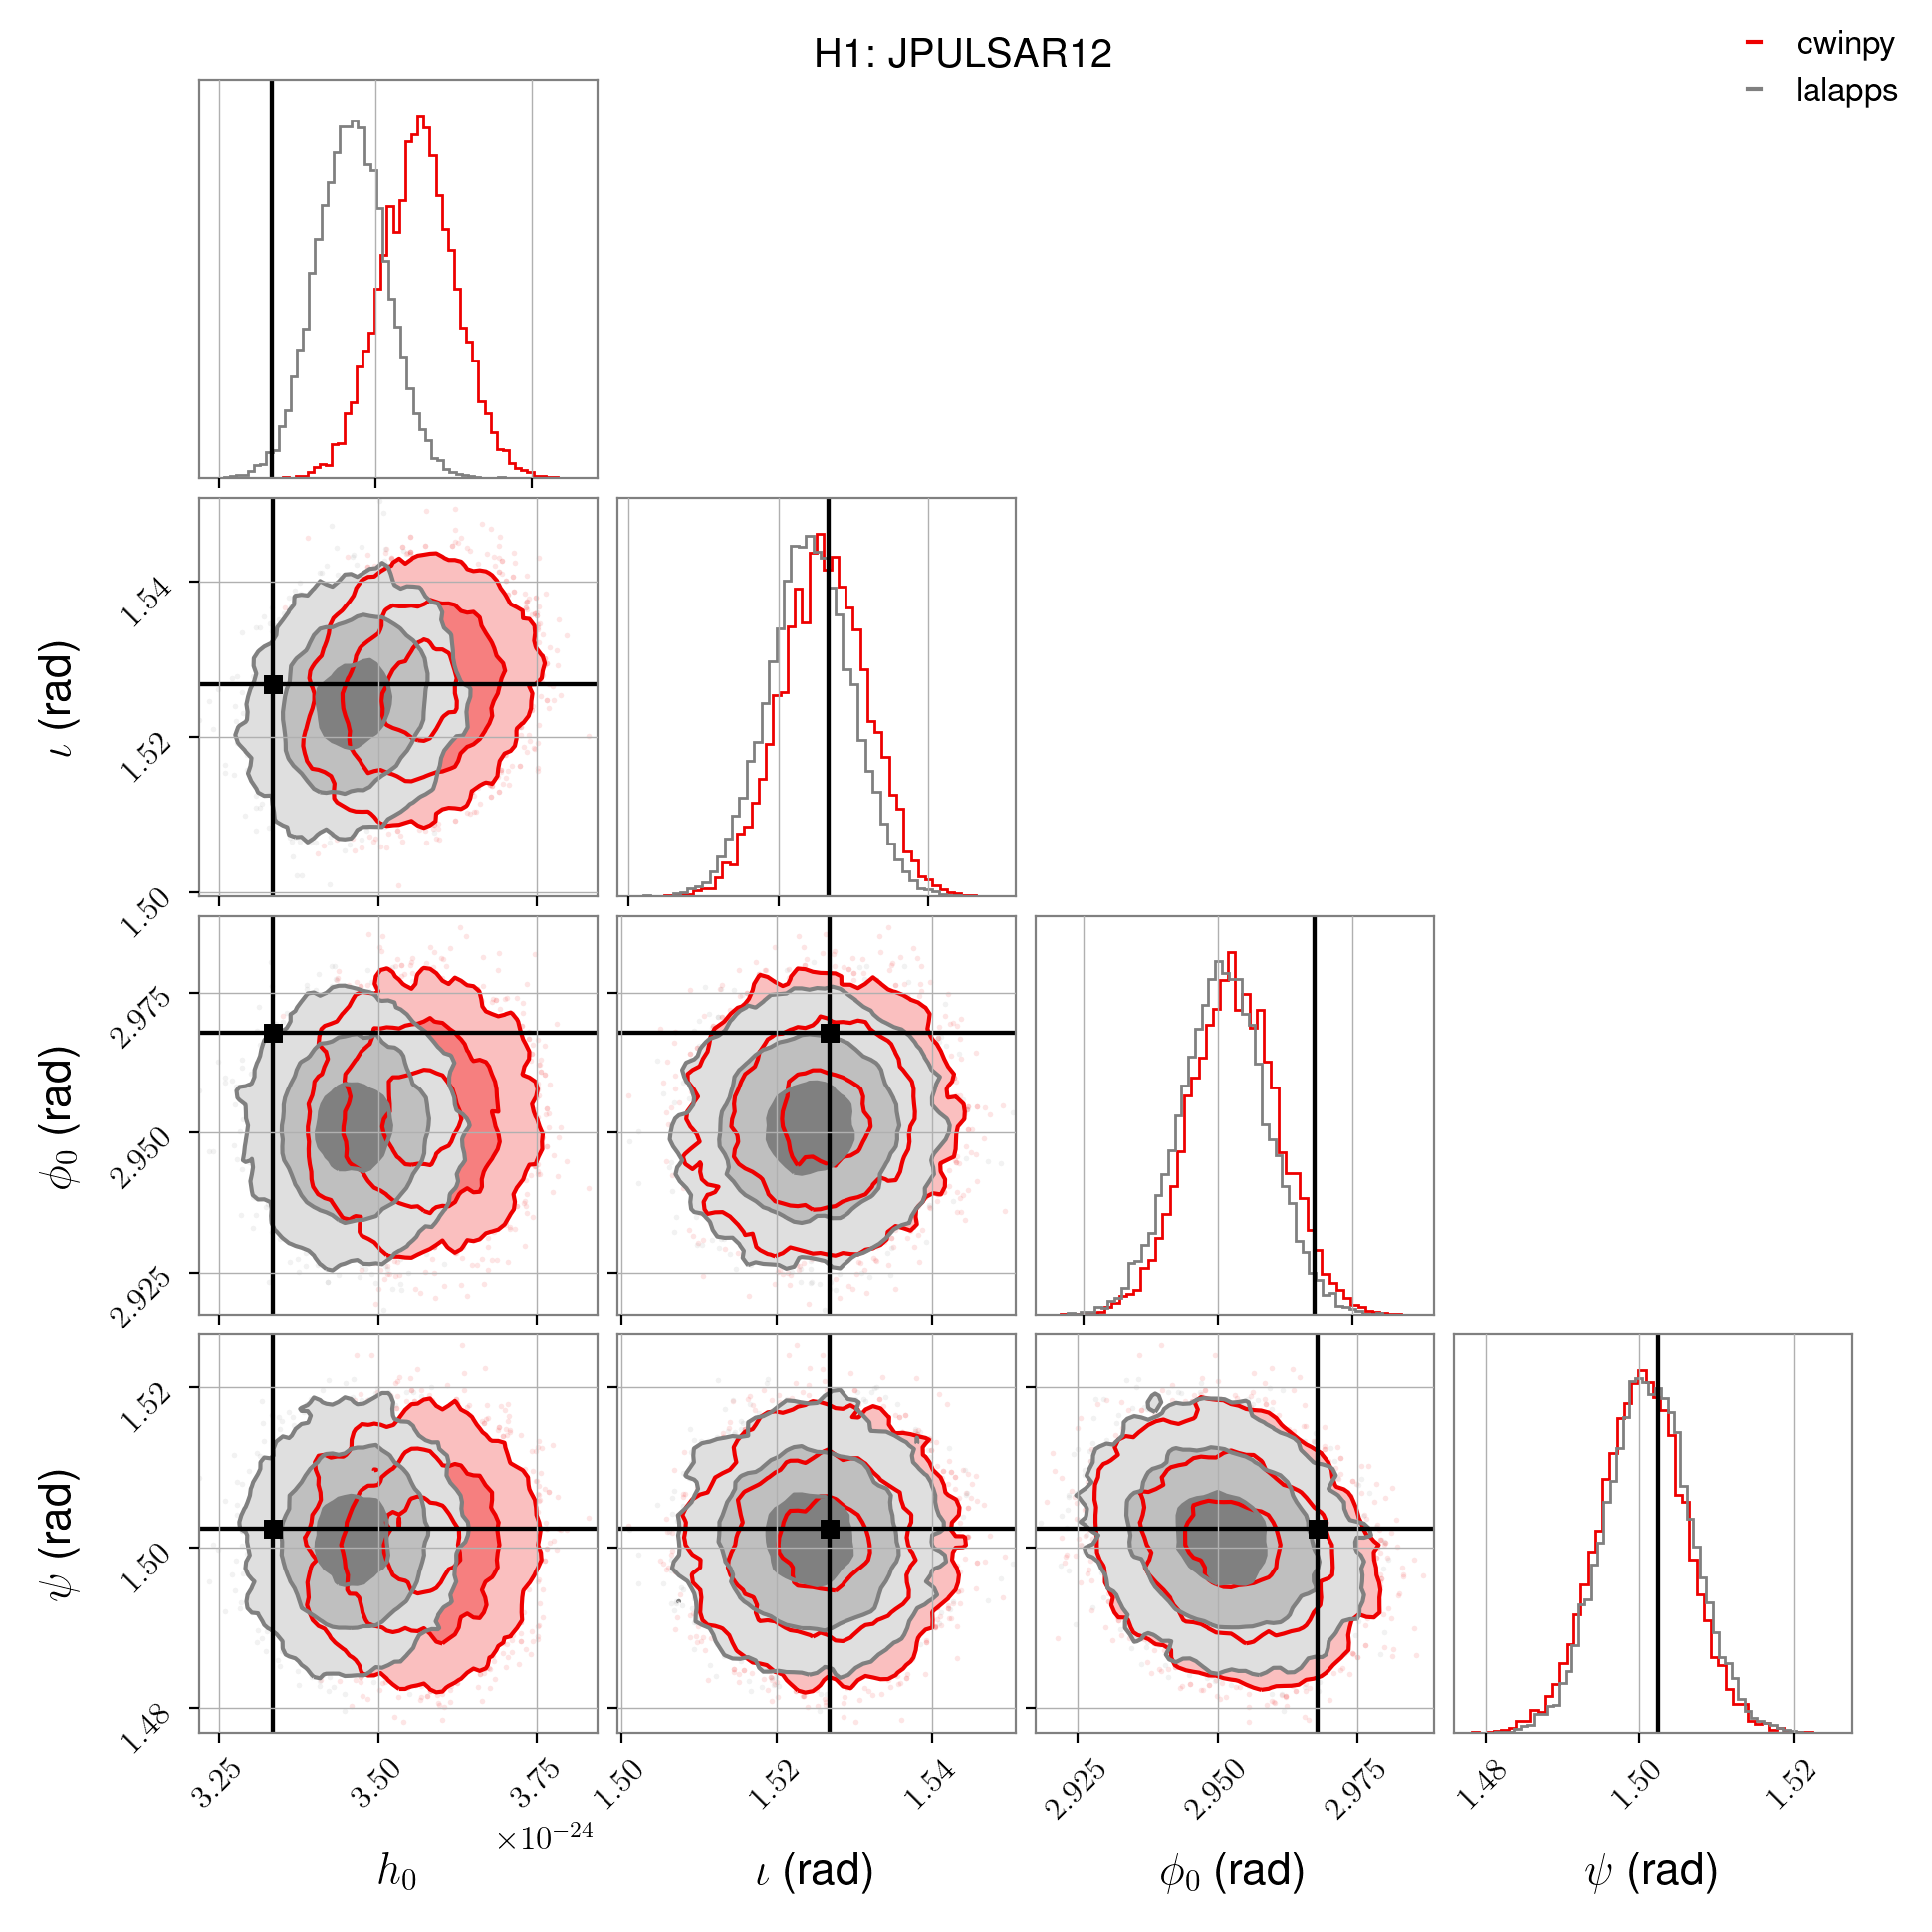 H1: JPULSAR12
cwinpy
lalapps
ι (rad)
1.54
1.52
1.50
ϕ₀ (rad)
2.975
2.950
2.925
ψ (rad)
1.52
1.50
1.48
3.25 3.50 3.75 1.50 1.52 1.54 2.925 2.950 2.975 1.48 1.50 1.52
×10⁻²⁴
h₀ ι (rad) ϕ₀ (rad) ψ (rad)